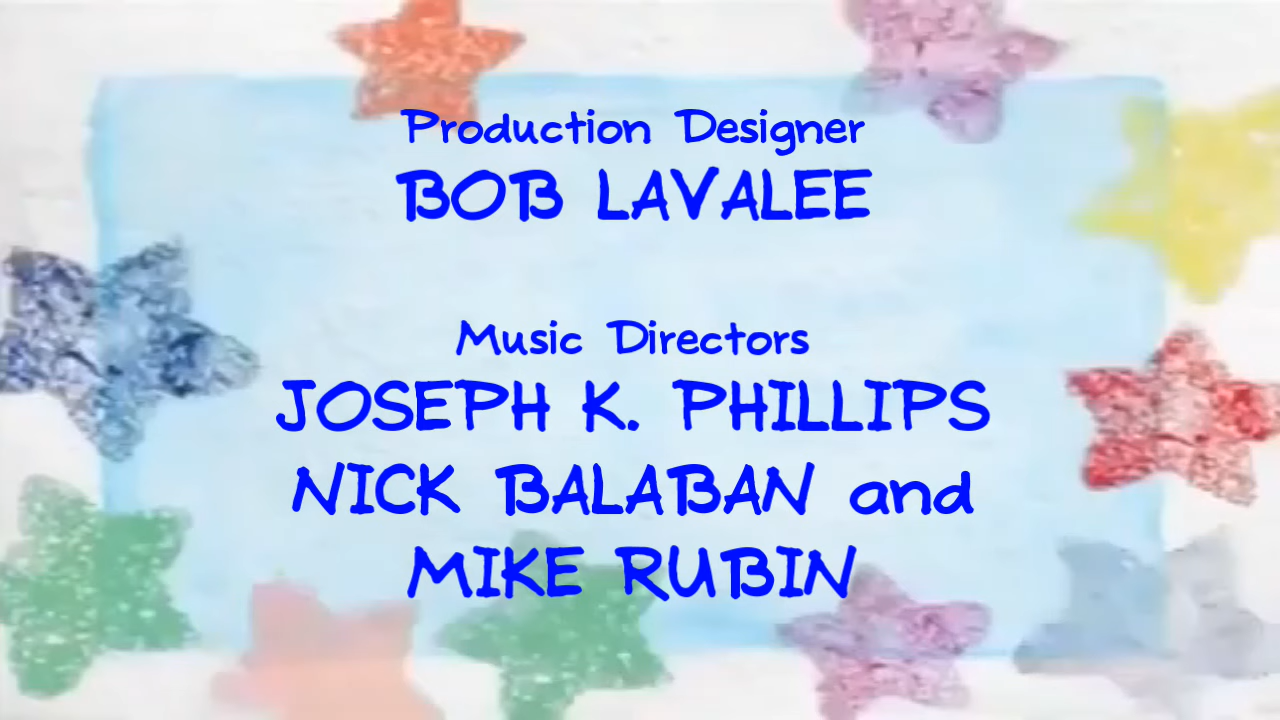 Production Designer
BOB LAVALEE
Music Directors
JOSEPH K. PHILLIPS
NICK BALABAN and
MIKE RUBIN